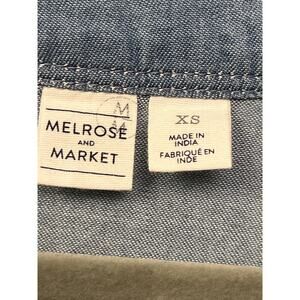 M
M
MELROSE
AND
MARKET
XS
MADE IN
INDIA
FABRIQUÉ EN
INDE